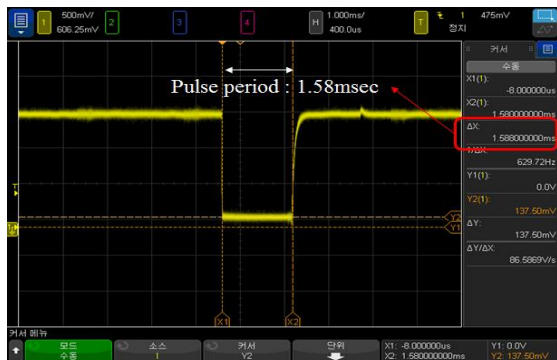 1 500mV/ 606.25mV 2 3 4 H 1.000ms/ 400.0us T 1 475mV 정지
커서
수동
Pulse period : 1.58msec
X1(1):
-8.000000us
X2(1):
1.580000000ms
ΔX:
1.588000000ms
1/ΔX:
629.72Hz
Y1(1):
0.0V
Y2(1):
137.50mV
ΔY:
137.50mV
ΔY/ΔX:
86.5869V/s
T
Y2
Y1
X1 X2
커서 메뉴
모드 수동
소스 1
커서 Y2
단위
X1: -8.000000us Y1: 0.0V
X2: 1.580000000ms Y2: 137.50mV